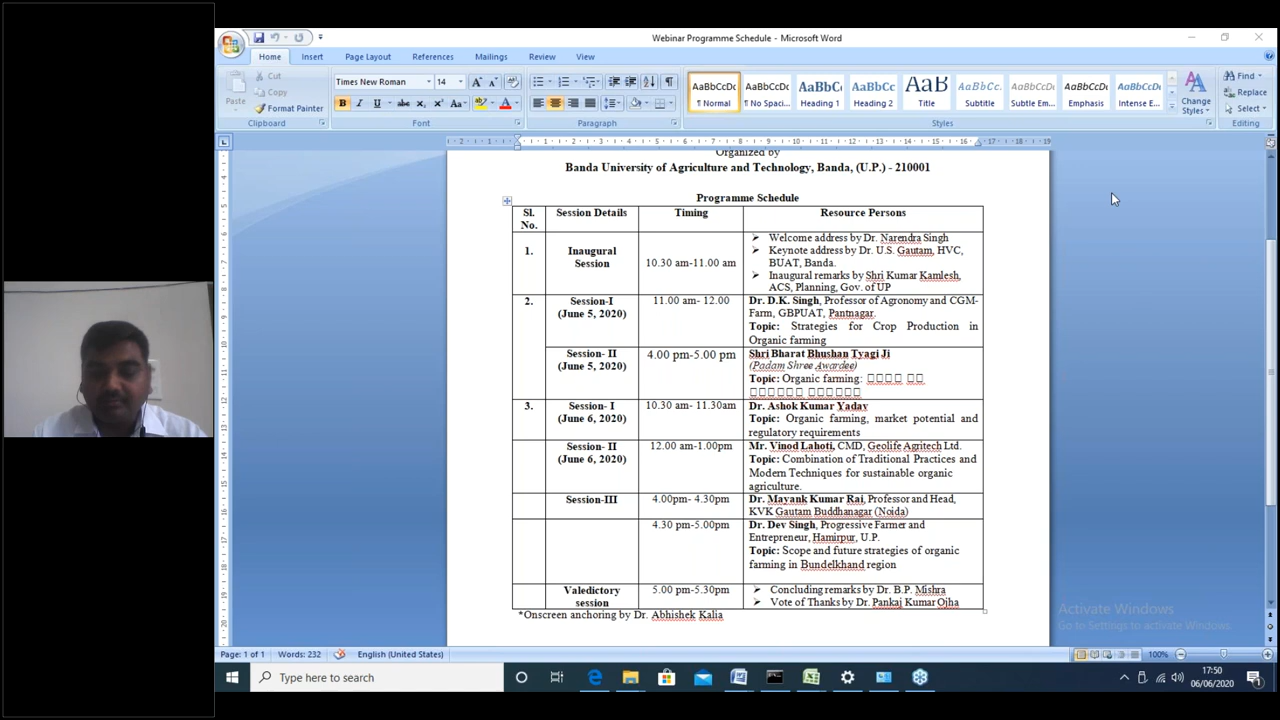 Webinar Programme Schedule - Microsoft Word
Home Insert Page Layout References Mailings Review View
Paste
Cut
Copy
Format Painter
Clipboard
Times New Roman 14
Font
Paragraph
AaBbCcDc AaBbCcDc AaBbC AaBbCc AaB AaBbCc. AaBbCcDc AaBbCcDc AaBbCcDc
¶ Normal ¶ No Spaci... Heading 1 Heading 2 Title Subtitle Subtle Em... Emphasis Intense E...
Change Styles
Styles
Find
Replace
Select
Editing
Organized by
Banda University of Agriculture and Technology, Banda, (U.P.) - 210001
Programme Schedule
Sl. No. Session Details Timing Resource Persons
1. Inaugural Session 10.30 am-11.00 am
Welcome address by Dr. Narendra Singh
Keynote address by Dr. U.S. Gautam, HVC,
BUAT, Banda.
Inaugural remarks by Shri Kumar Kamlesh,
ACS, Planning, Gov. of UP
2. Session-I (June 5, 2020) 11.00 am- 12.00
Dr. D.K. Singh, Professor of Agronomy and CGM-
Farm, GBPUAT, Pantnagar.
Topic: Strategies for Crop Production in
Organic farming
Session- II (June 5, 2020) 4.00 pm-5.00 pm
Shri Bharat Bhushan Tyagi Ji
(Padam Shree Awardee)
Topic: Organic farming:
3. Session- I (June 6, 2020) 10.30 am- 11.30am
Dr. Ashok Kumar Yadav
Topic: Organic farming, market potential and
regulatory requirements
Session- II (June 6, 2020) 12.00 am-1.00pm
Mr. Vinod Lahoti, CMD, Geolife Agritech Ltd.
Topic: Combination of Traditional Practices and
Modern Techniques for sustainable organic
agriculture.
Session-III 4.00pm- 4.30pm
Dr. Mayank Kumar Rai, Professor and Head,
KVK Gautam Buddhanagar (Noida)
4.30 pm-5.00pm
Dr. Dev Singh, Progressive Farmer and
Entrepreneur, Hamirpur, U.P.
Topic: Scope and future strategies of organic
farming in Bundelkhand region
Valedictory session 5.00 pm-5.30pm
Concluding remarks by Dr. B.P. Mishra
Vote of Thanks by Dr. Pankaj Kumar Ojha
*Onscreen anchoring by Dr. Abhishek Kalia
Activate Windows
Go to Settings to activate Windows.
Page: 1 of 1 Words: 232 English (United States) 100%
Type here to search
17:50
06/06/2020